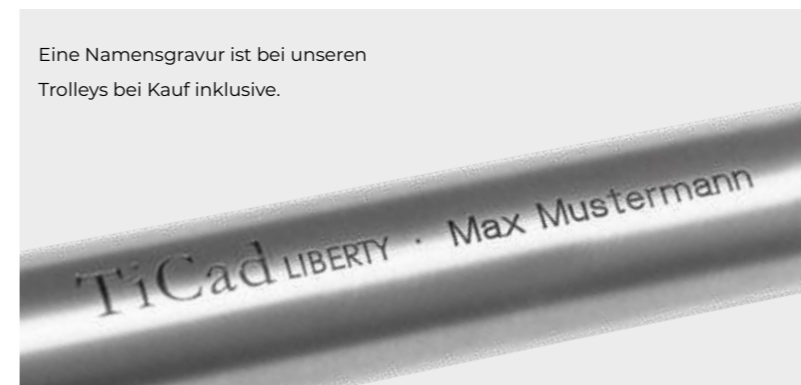 Eine Namensgravur ist bei unseren
Trolleys bei Kauf inklusive.
TiCad LIBERTY · Max Mustermann